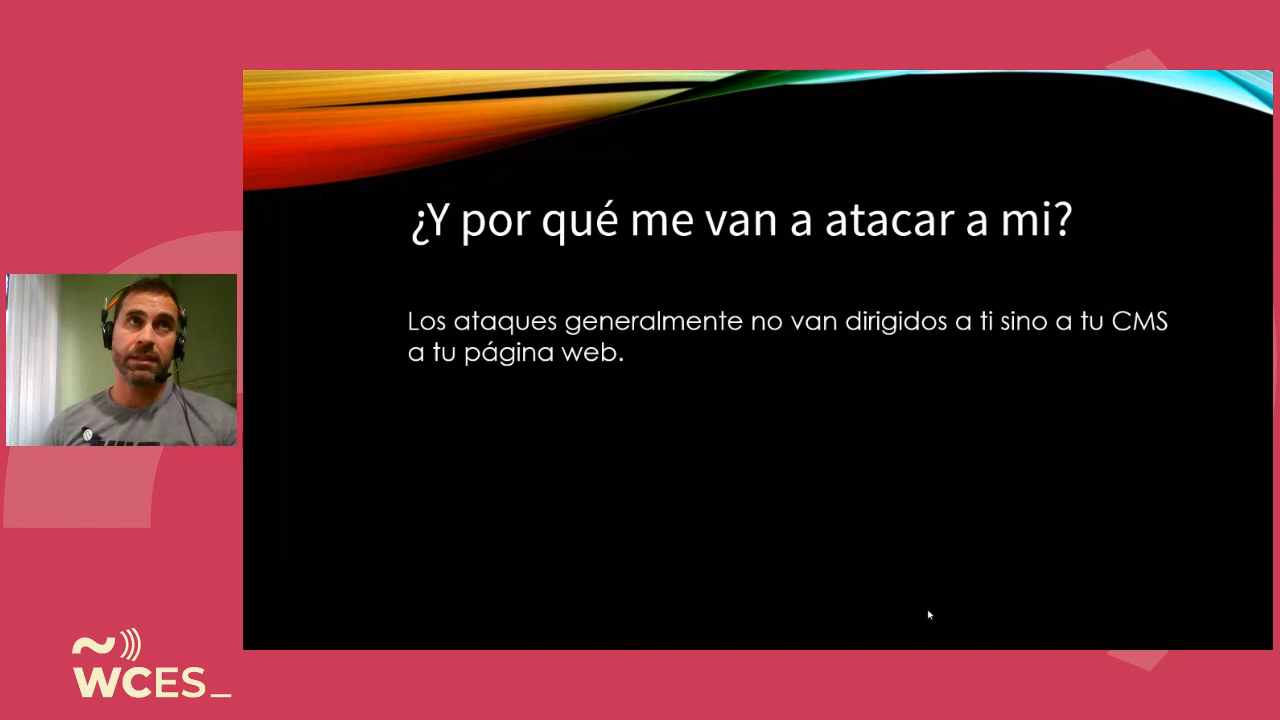 ¿Y por qué me van a atacar a mi?
Los ataques generalmente no van dirigidos a ti sino a tu CMS
a tu página web.
~)))
WCES_